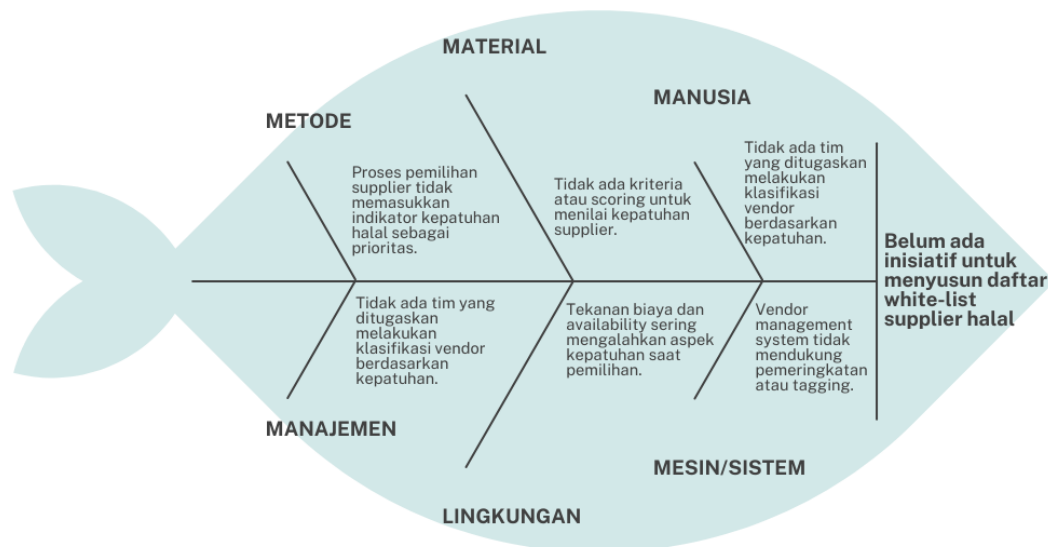 MATERIAL
MANUSIA
METODE
Proses pemilihan
supplier tidak
memasukkan
indikator kepatuhan
halal sebagai
prioritas.
Tidak ada kriteria
atau scoring untuk
menilai kepatuhan
supplier.
Tidak ada tim
yang ditugaskan
melakukan
klasifikasi
vendor
berdasarkan
kepatuhan.
Belum ada
inisiatif untuk
menyusun daftar
white-list
supplier halal
Tidak ada tim yang
ditugaskan
melakukan
klasifikasi vendor
berdasarkan
kepatuhan.
Tekanan biaya dan
availability sering
mengalahkan aspek
kepatuhan saat
pemilihan.
Vendor
management
system tidak
mendukung
pemeringkatan
atau tagging.
MANAJEMEN
MESIN/SISTEM
LINGKUNGAN